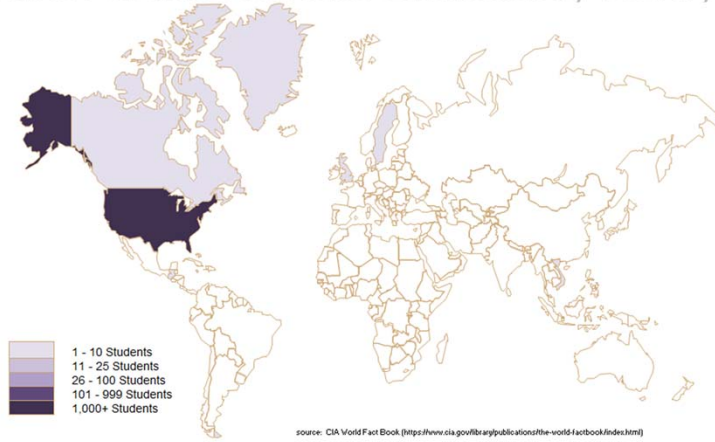 1 - 10 Students
11 - 25 Students
26 - 100 Students
101 - 999 Students
1,000+ Students
source: CIA World Fact Book (https://www.cia.gov/library/publications/the-world-factbook/index.html)